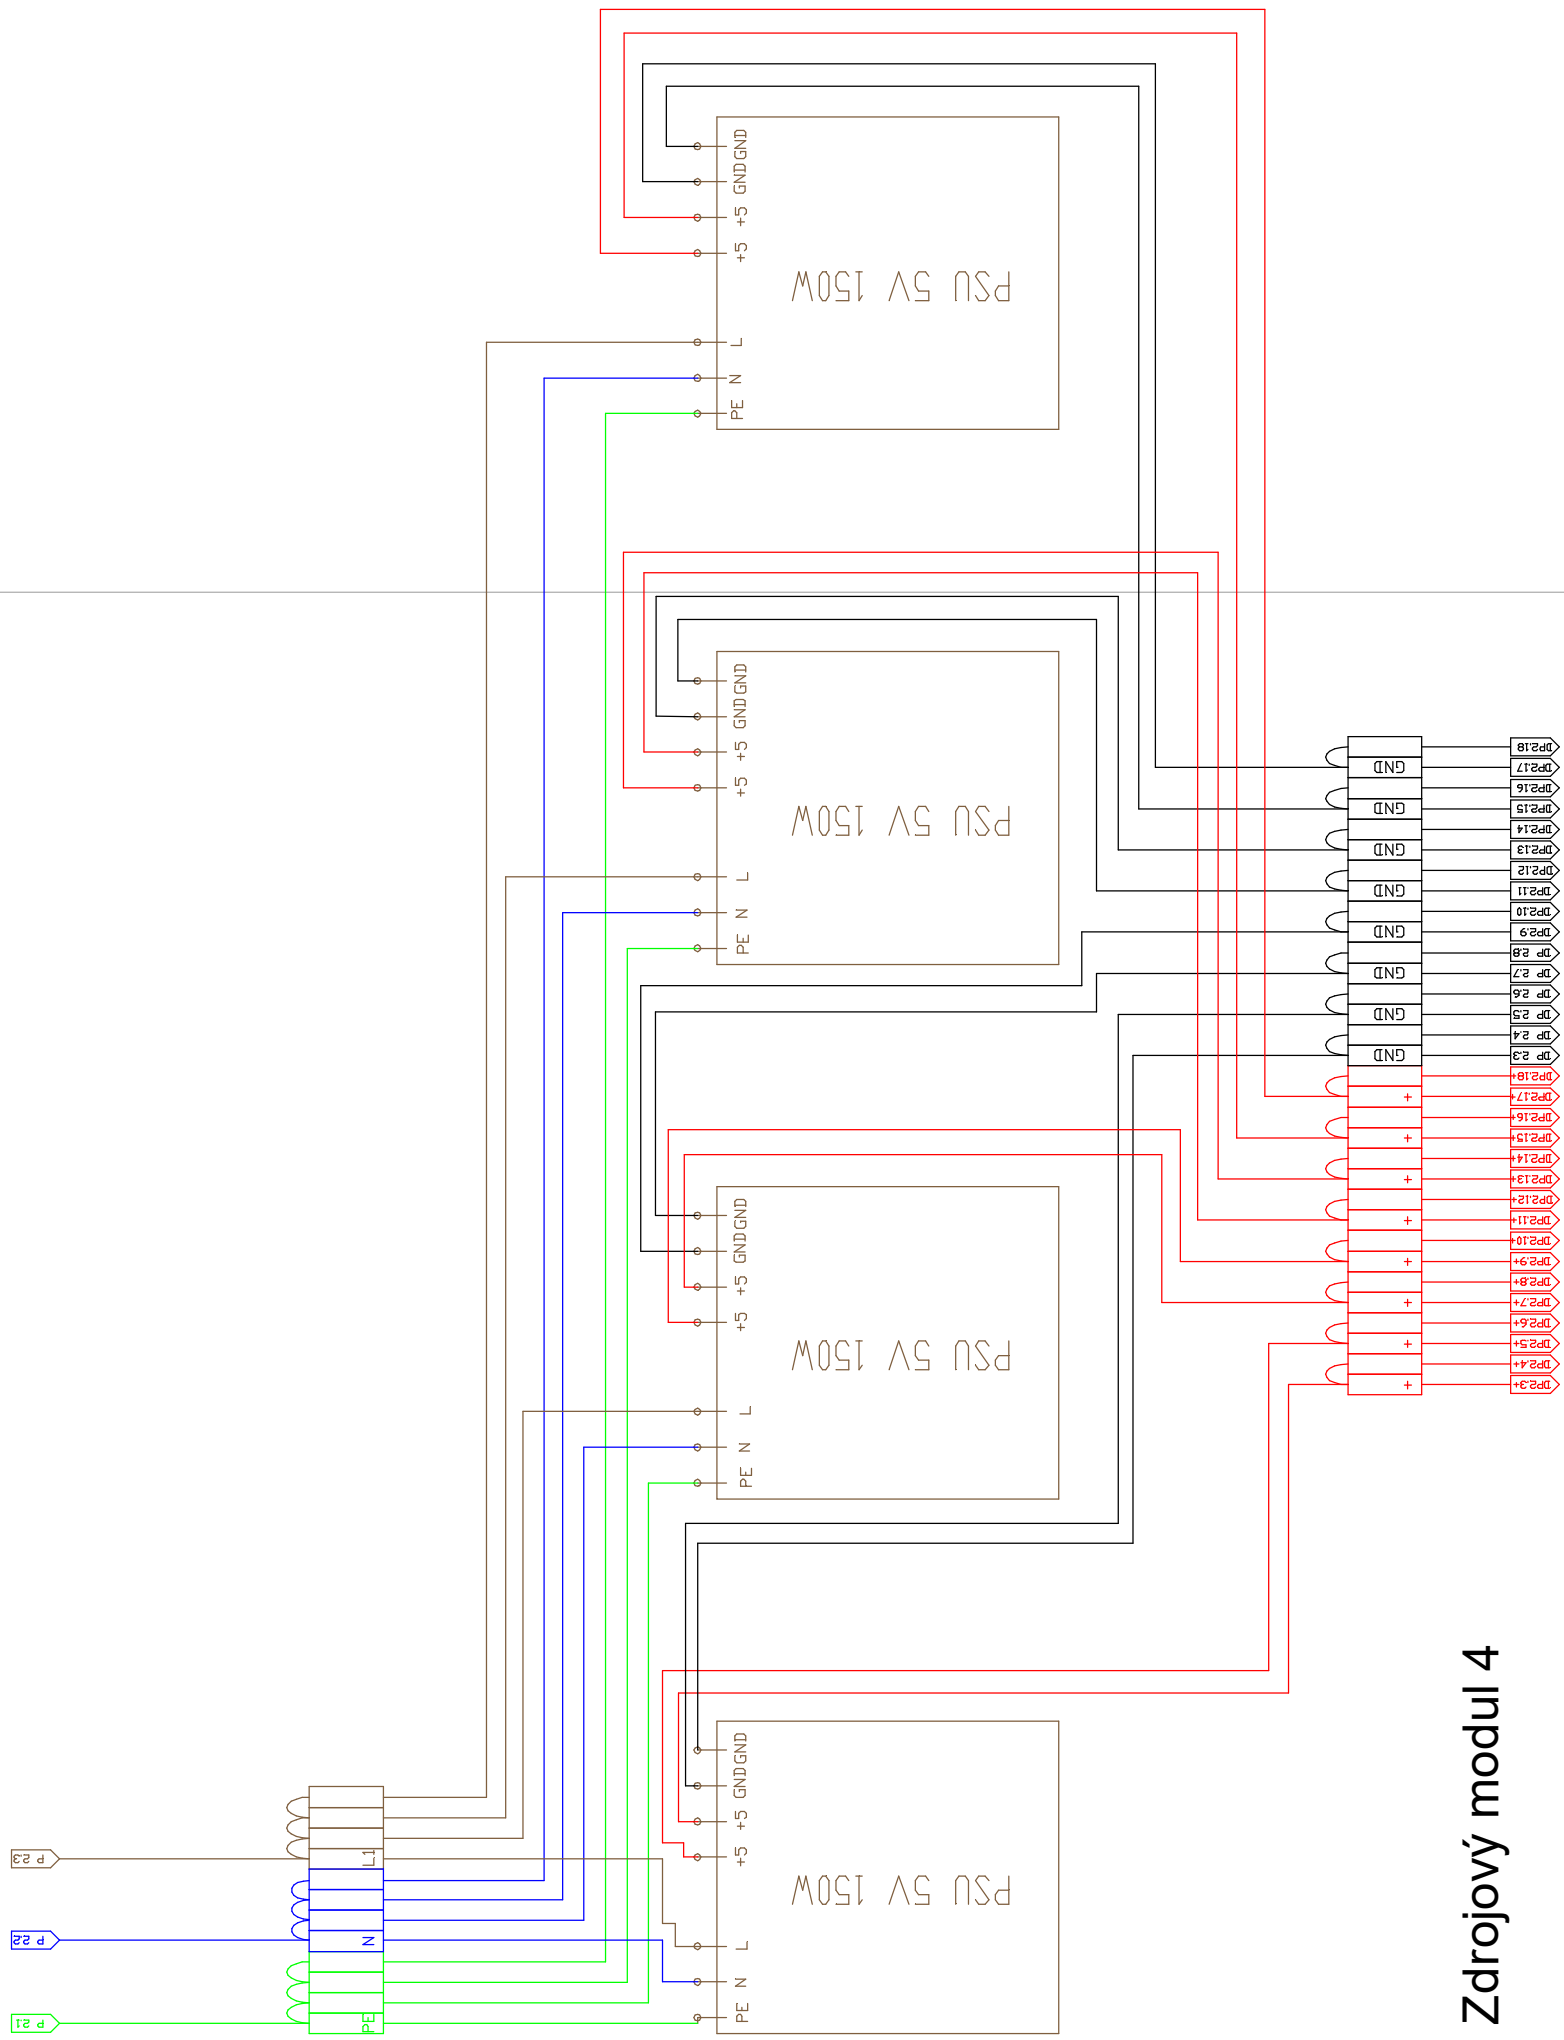 GND
GND
+5
+5
PSU 5V 150W
L
N
PE
GND
GND
+5
+5
PSU 5V 150W
L
N
PE
GND
GND
+5
+5
PSU 5V 150W
L
N
PE
GND
GND
+5
+5
PSU 5V 150W
L
N
PE
P 2.3
L1
P 2.2
N
P 2.1
PE
DP2.18
GND
DP2.17
DP2.16
GND
DP2.15
DP2.14
GND
DP2.13
DP2.12
GND
DP2.11
DP2.10
GND
DP2.9
DP 2.8
GND
DP 2.7
DP 2.6
GND
DP 2.5
DP 2.4
GND
DP 2.3
DP2.18+
+
DP2.17+
DP2.16+
+
DP2.15+
DP2.14+
+
DP2.13+
DP2.12+
+
DP2.11+
DP2.10+
+
DP2.9+
DP2.8+
+
DP2.7+
DP2.6+
+
DP2.5+
DP2.4+
+
DP2.3+
Zdrojový modul 4